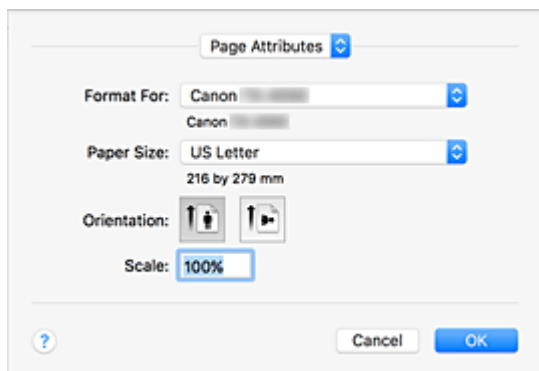 Page Attributes
Format For: Canon
Canon
Paper Size: US Letter
216 by 279 mm
Orientation:
Scale: 100%
? Cancel OK